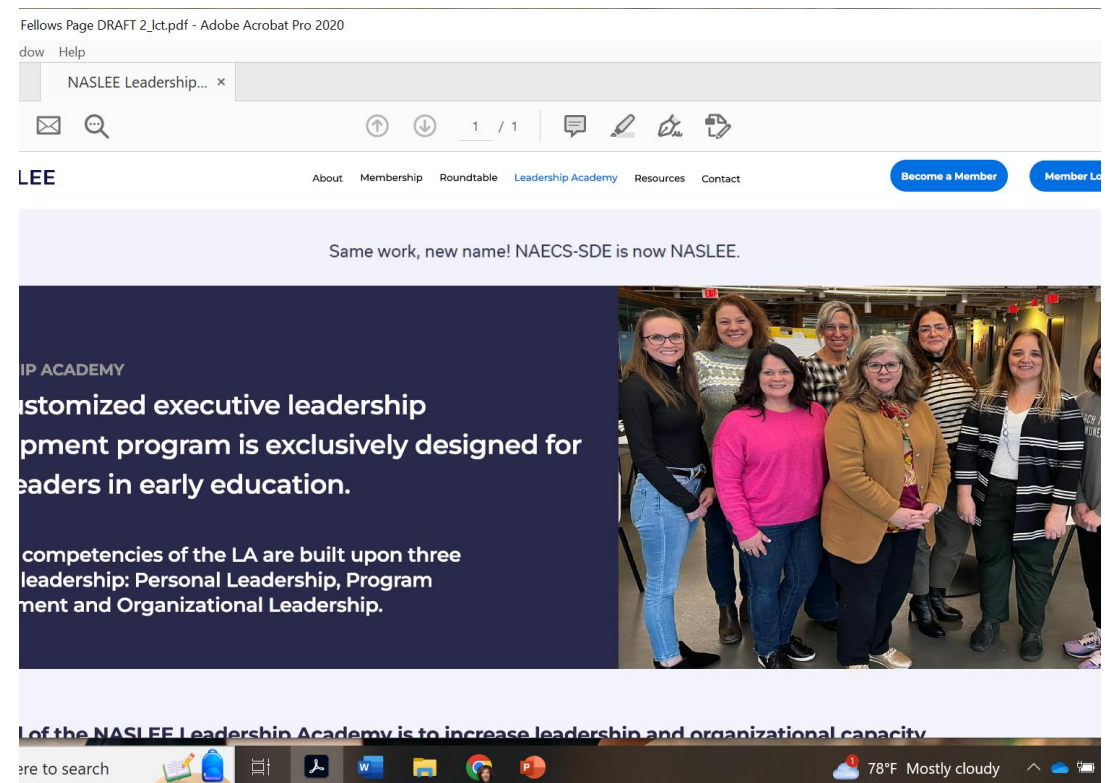 Fellows Page DRAFT 2_lct.pdf - Adobe Acrobat Pro 2020
dow Help
NASLEE Leadership... ×
1 / 1
LEE
About Membership Roundtable Leadership Academy Resources Contact
Become a Member
Member Lo
Same work, new name! NAECS-SDE is now NASLEE.
IP ACADEMY
ustomized executive leadership
pment program is exclusively designed for
eaders in early education.
competencies of the LA are built upon three
leadership: Personal Leadership, Program
ment and Organizational Leadership.
l of the NASLEE Leadership Academy is to increase leadership and organizational capacity
ere to search
78°F Mostly cloudy